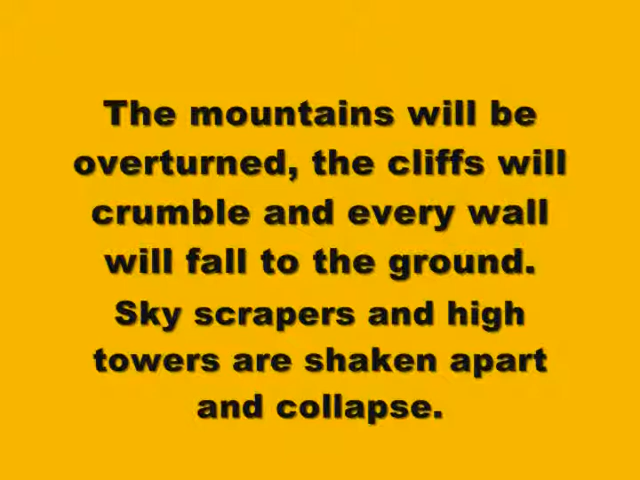 The mountains will be
overturned, the cliffs will
crumble and every wall
will fall to the ground.
Sky scrapers and high
towers are shaken apart
and collapse.